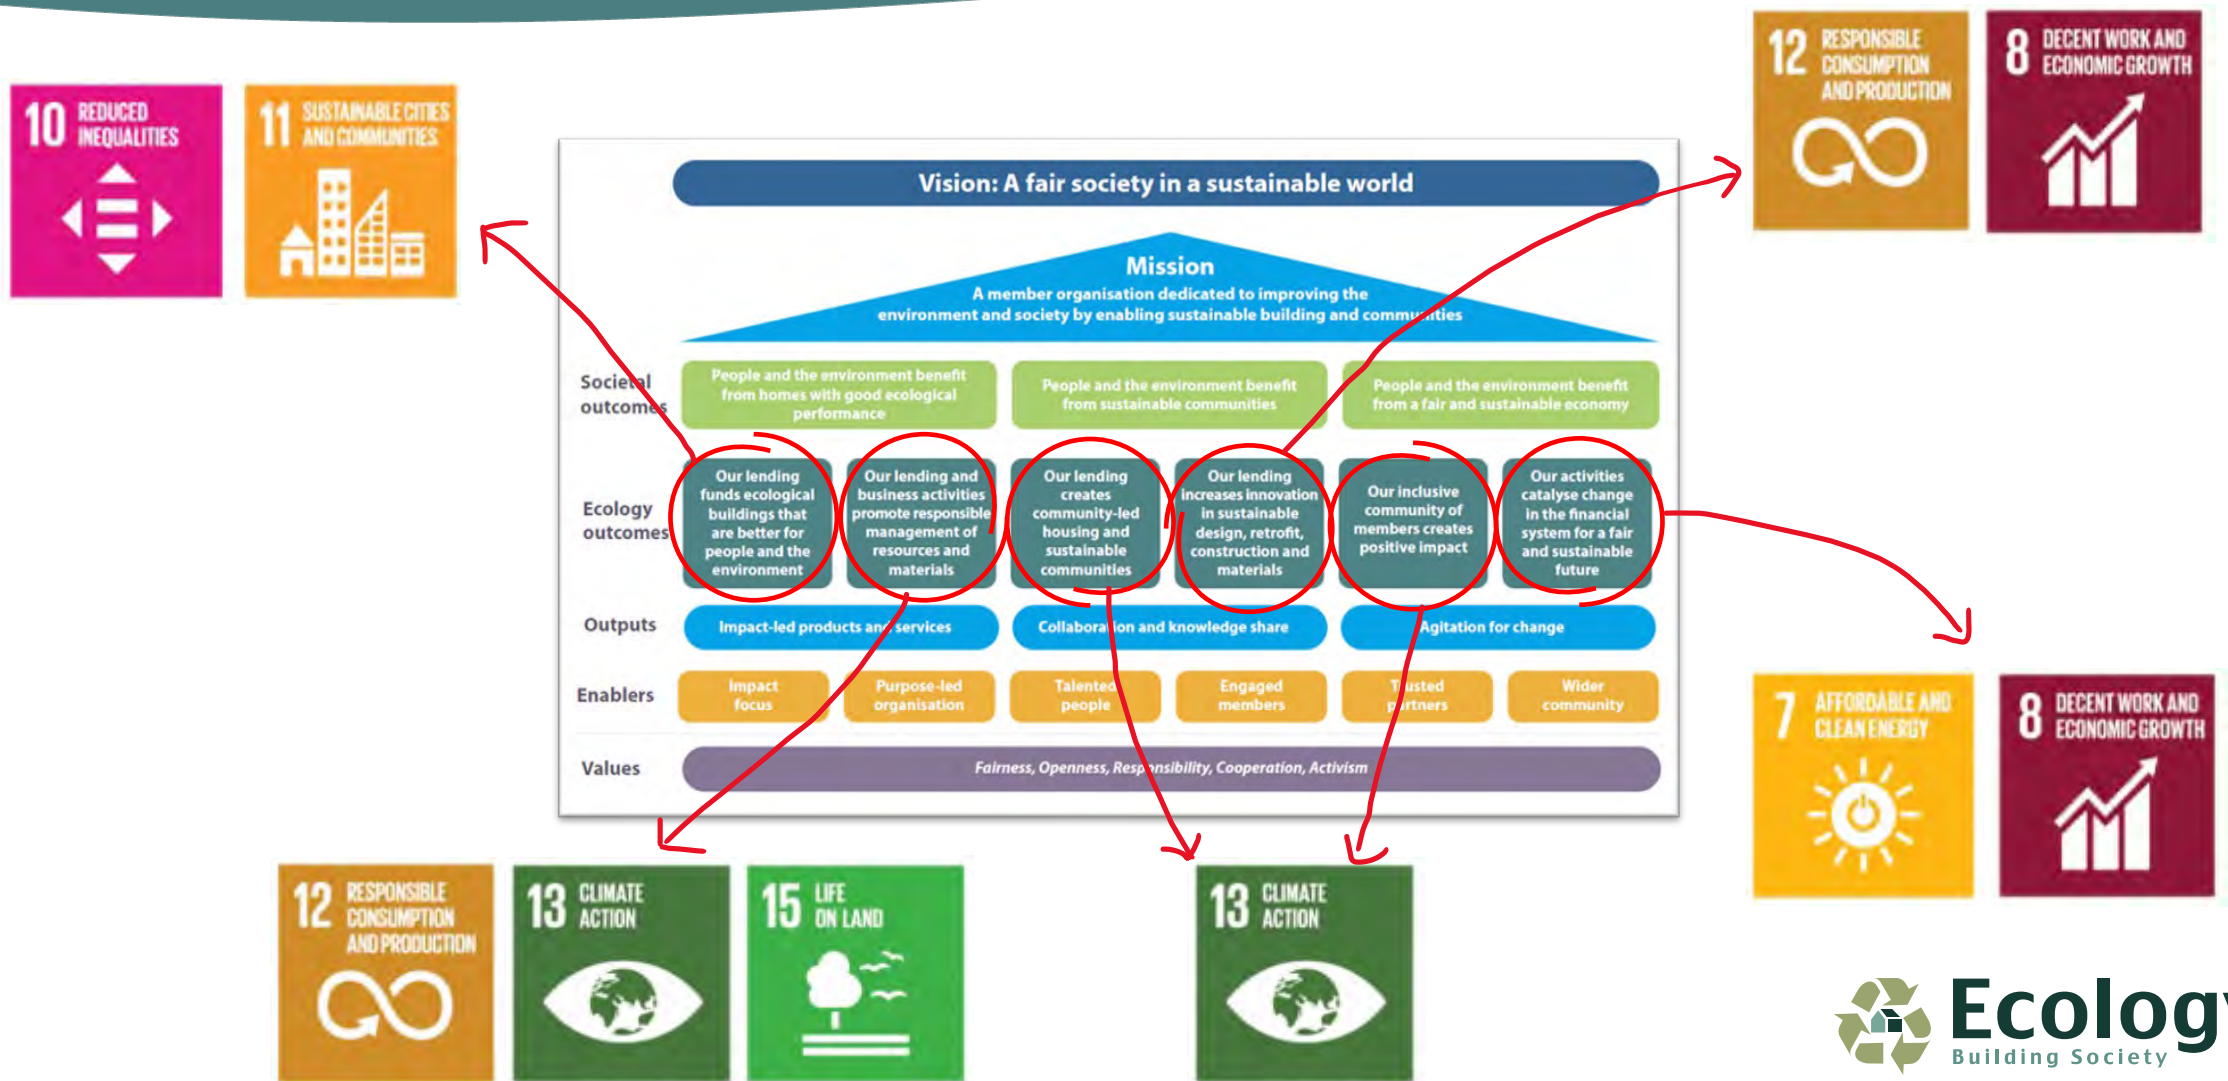 10 REDUCED
INEQUALITIES
11 SUSTAINABLE CITIES
AND COMMUNITIES
12 RESPONSIBLE
CONSUMPTION
AND PRODUCTION
8 DECENT WORK AND
ECONOMIC GROWTH
Vision: A fair society in a sustainable world
Mission
A member organisation dedicated to improving the
environment and society by enabling sustainable building and communities
Societal
outcomes
People and the environment benefit
from homes with good ecological
performance
People and the environment benefit
from sustainable communities
People and the environment benefit
from a fair and sustainable economy
Ecology
outcomes
Our lending
funds ecological
buildings that
are better for
people and the
environment
Our lending and
business activities
promote responsible
management of
resources and
materials
Our lending
creates
community-led
housing and
sustainable
communities
Our lending
increases innovation
in sustainable
design, retrofit,
construction and
materials
Our inclusive
community of
members creates
positive impact
Our activities
catalyse change
in the financial
system for a fair
and sustainable
future
Outputs
Impact-led products and services
Collaboration and knowledge share
Agitation for change
Enablers
Impact
focus
Purpose-led
organisation
Talented
people
Engaged
members
Trusted
partners
Wider
community
Values
Fairness, Openness, Responsibility, Cooperation, Activism
7 AFFORDABLE AND
CLEAN ENERGY
8 DECENT WORK AND
ECONOMIC GROWTH
12 RESPONSIBLE
CONSUMPTION
AND PRODUCTION
13 CLIMATE
ACTION
15 LIFE
ON LAND
13 CLIMATE
ACTION
Ecology
Building Society